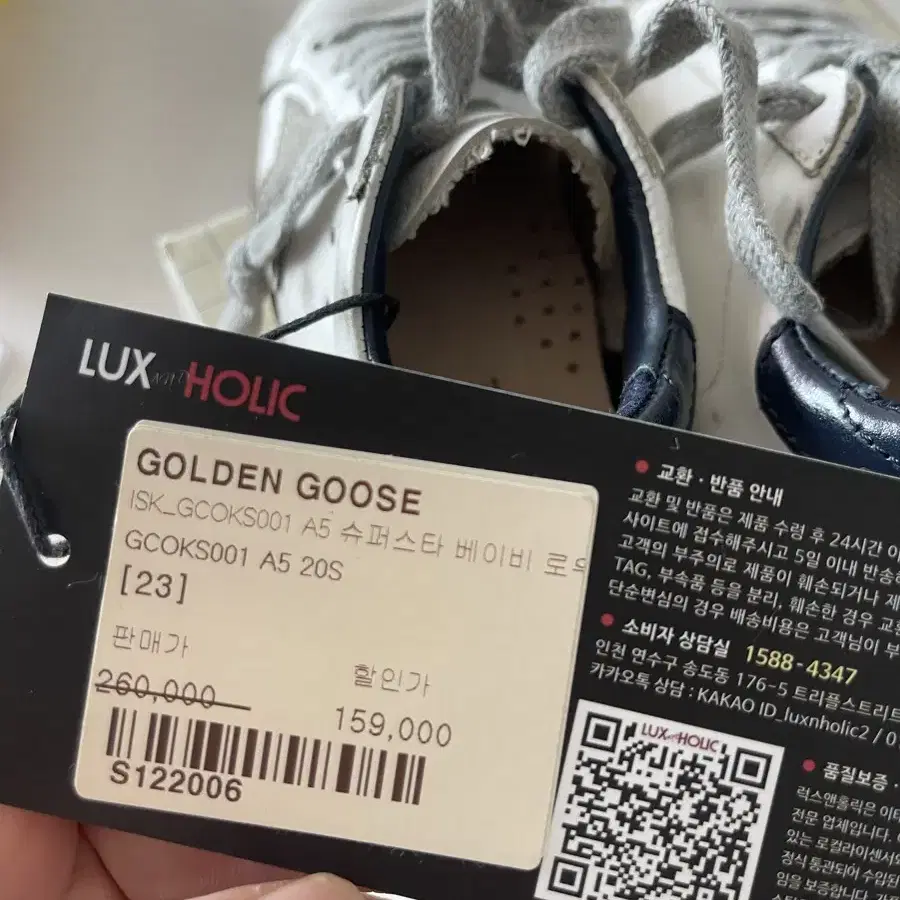 LUX AND HOLIC
GOLDEN GOOSE
ISK_GCOKS001 A5 슈퍼스타 베이비 로우
GCOKS001 A5 20S
[23]
판매가
할인가
260,000
159,000
S122006
교환 · 반품 안내
교환 및 반품은 제품 수령 후 24시간
사이트에 접수해주시고 5일 이내 반송
고객의 부주의로 제품이 훼손되거나
TAG, 부속품 등을 분리, 훼손한 경우
단순변심의 경우 배송비용은 고객님이
소비자 상담실 1588-4347
인천 연수구 송도동 176-5 트리플스트리트
카카오톡 상담 : KAKAO ID_luxnholic2 /
LUX AND HOLIC
품질보증
럭스앤홀릭은
전문 업체입니다.
있는 로컬라이센서와
정식 통관되어 수입된
임을 보증합니다.